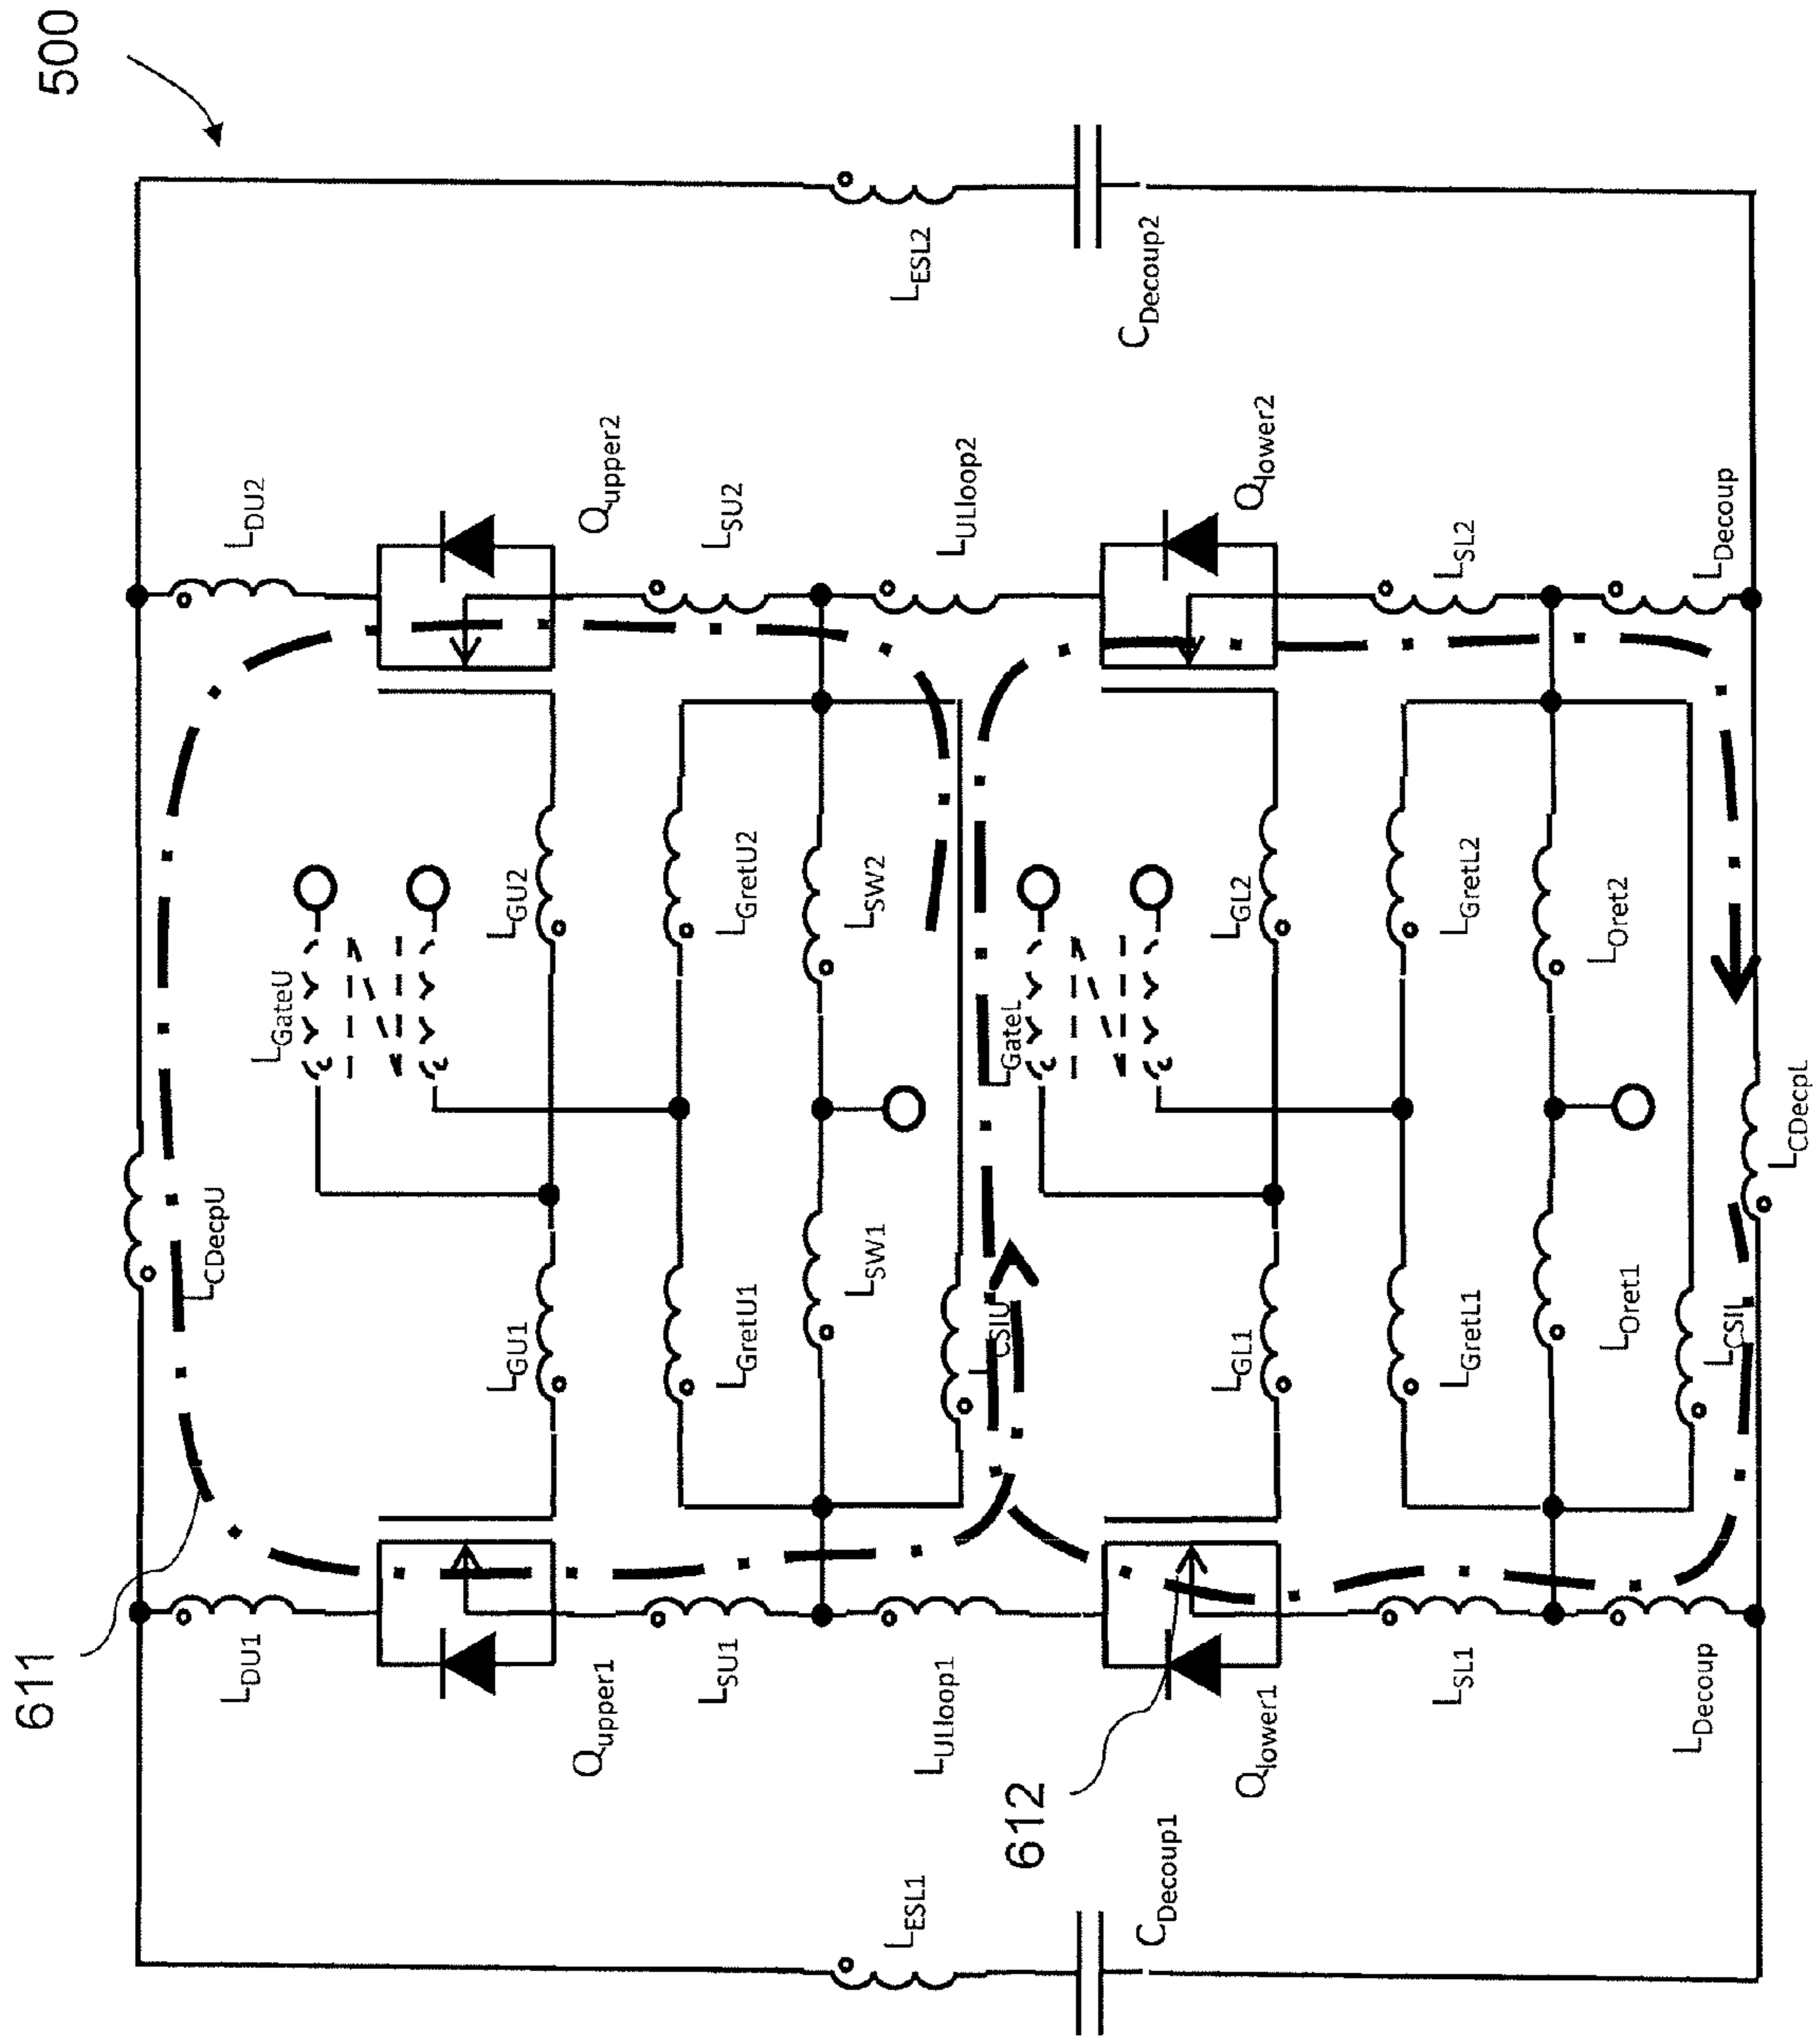 500
611
612
L_CDecpU
L_DU1
L_DU2
L_GateU
Q_upper1
Q_upper2
L_GU1
L_GU2
L_SU1
L_SU2
L_GretU1
L_GretU2
L_SW1
L_SW2
L_ESL1
L_ESL2
L_ULloop1
L_ULloop2
L_CSIU
L_GateL
C_Decoup1
C_Decoup2
Q_lower1
Q_lower2
L_GL1
L_GL2
L_SL1
L_SL2
L_GretL1
L_GretL2
L_Oret1
L_Oret2
L_Decoup
L_Decoup
L_CSIL
L_CDecpL